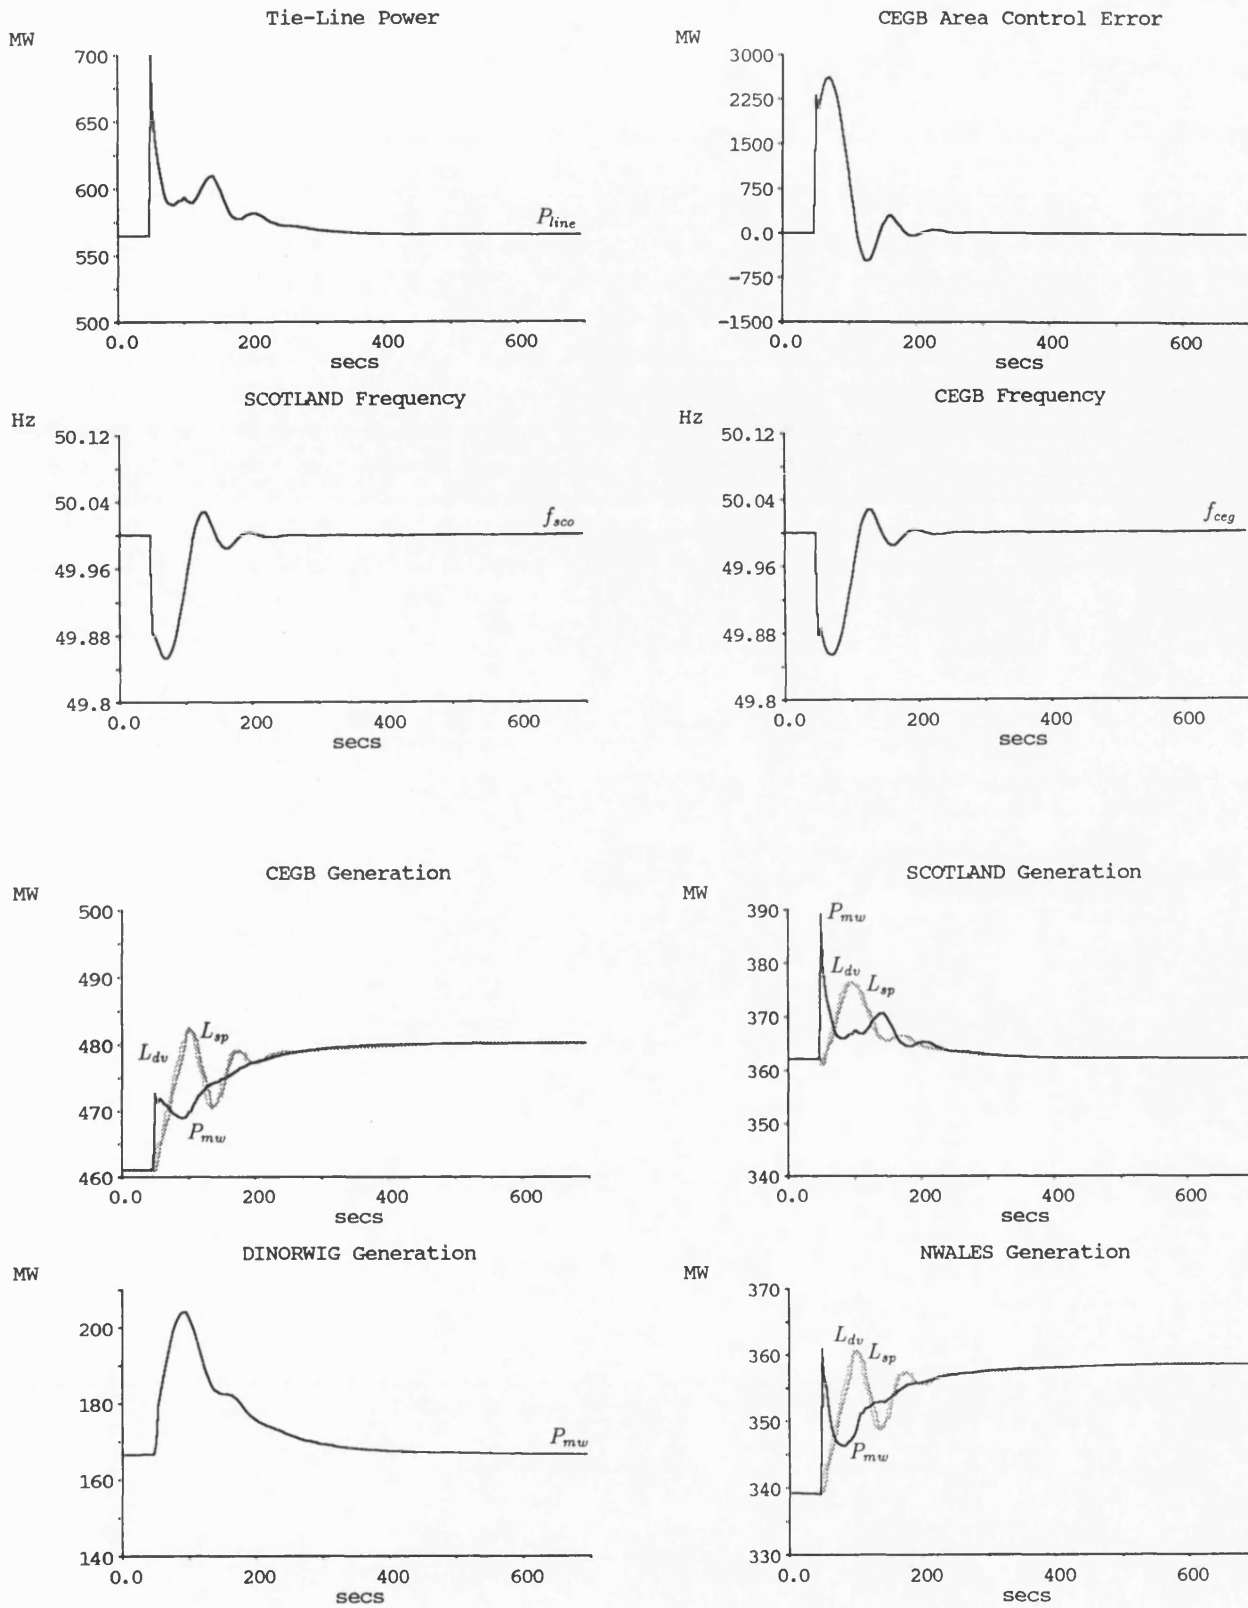 Tie-Line Power
MW
700
650
600
550
500
P_line
0.0 200 400 600
secs
CEGB Area Control Error
MW
3000
2250
1500
750
0.0
-750
-1500
0.0 200 400 600
secs
SCOTLAND Frequency
Hz
50.12
50.04
49.96
49.88
49.8
f_sco
0.0 200 400 600
secs
CEGB Frequency
Hz
50.12
50.04
49.96
49.88
49.8
f_ceg
0.0 200 400 600
secs
CEGB Generation
MW
500
490
480
470
460
L_dv
L_sp
P_mw
0.0 200 400 600
secs
SCOTLAND Generation
MW
390
380
370
360
350
340
P_mw
L_dv
L_sp
0.0 200 400 600
secs
DINORWIG Generation
MW
200
180
160
140
P_mw
0.0 200 400 600
secs
NWALES Generation
MW
370
360
350
340
330
L_dv
L_sp
P_mw
0.0 200 400 600
secs